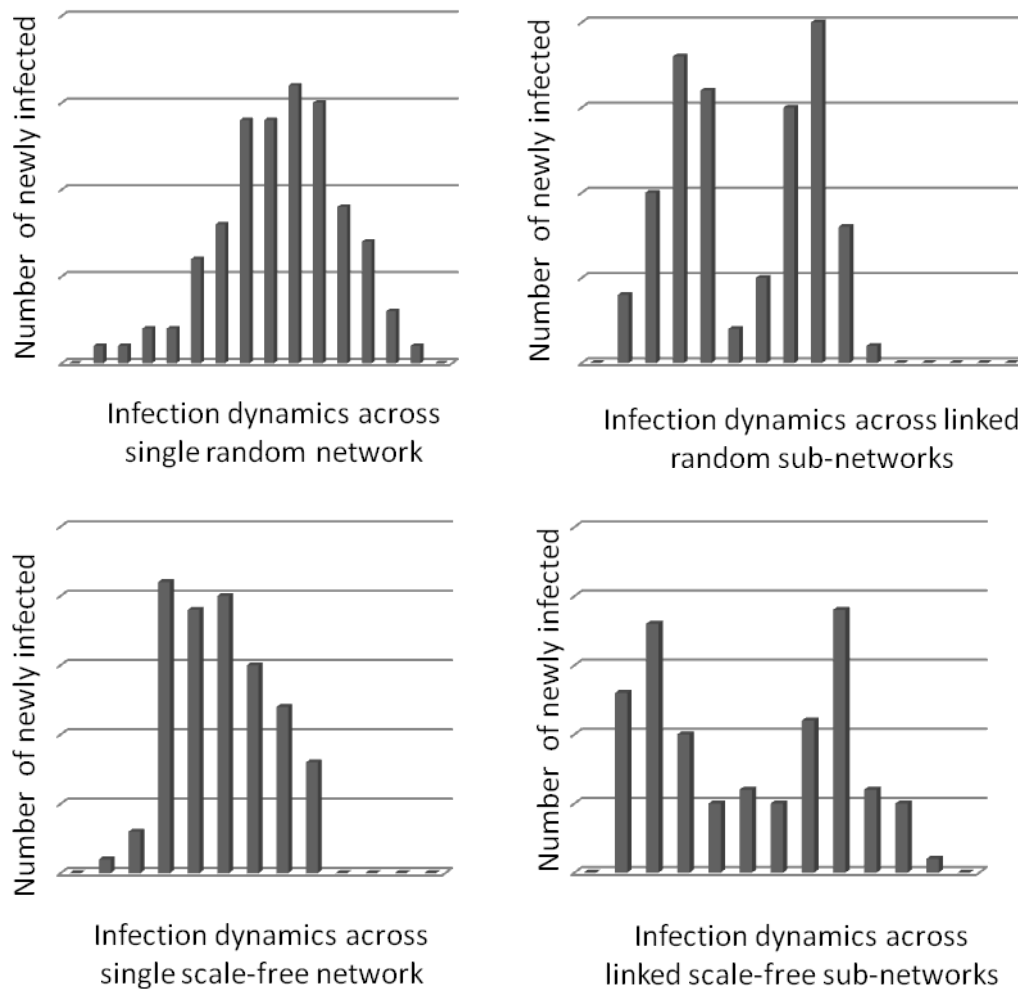 Number of newly infected
Infection dynamics across
single random network
Number of newly infected
Infection dynamics across linked
random sub-networks
Number of newly infected
Infection dynamics across
single scale-free network
Number of newly infected
Infection dynamics across
linked scale-free sub-networks